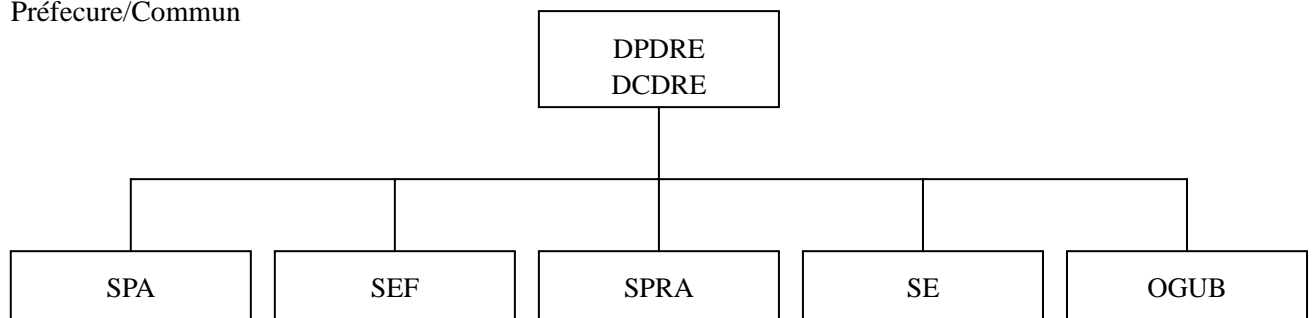 Préfecure/Commun
DPDRE
DCDRE
SPA
SEF
SPRA
SE
OGUB